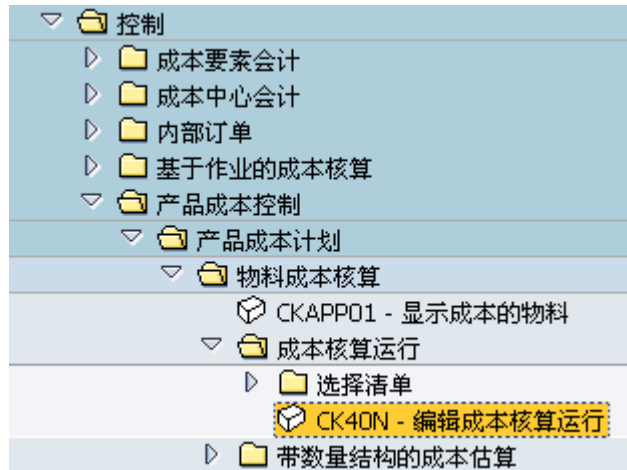 控制
成本要素会计
成本中心会计
内部订单
基于作业的成本核算
产品成本控制
产品成本计划
物料成本核算
CKAPP01 - 显示成本的物料
成本核算运行
选择清单
CK40N - 编辑成本核算运行
带数量结构的成本估算